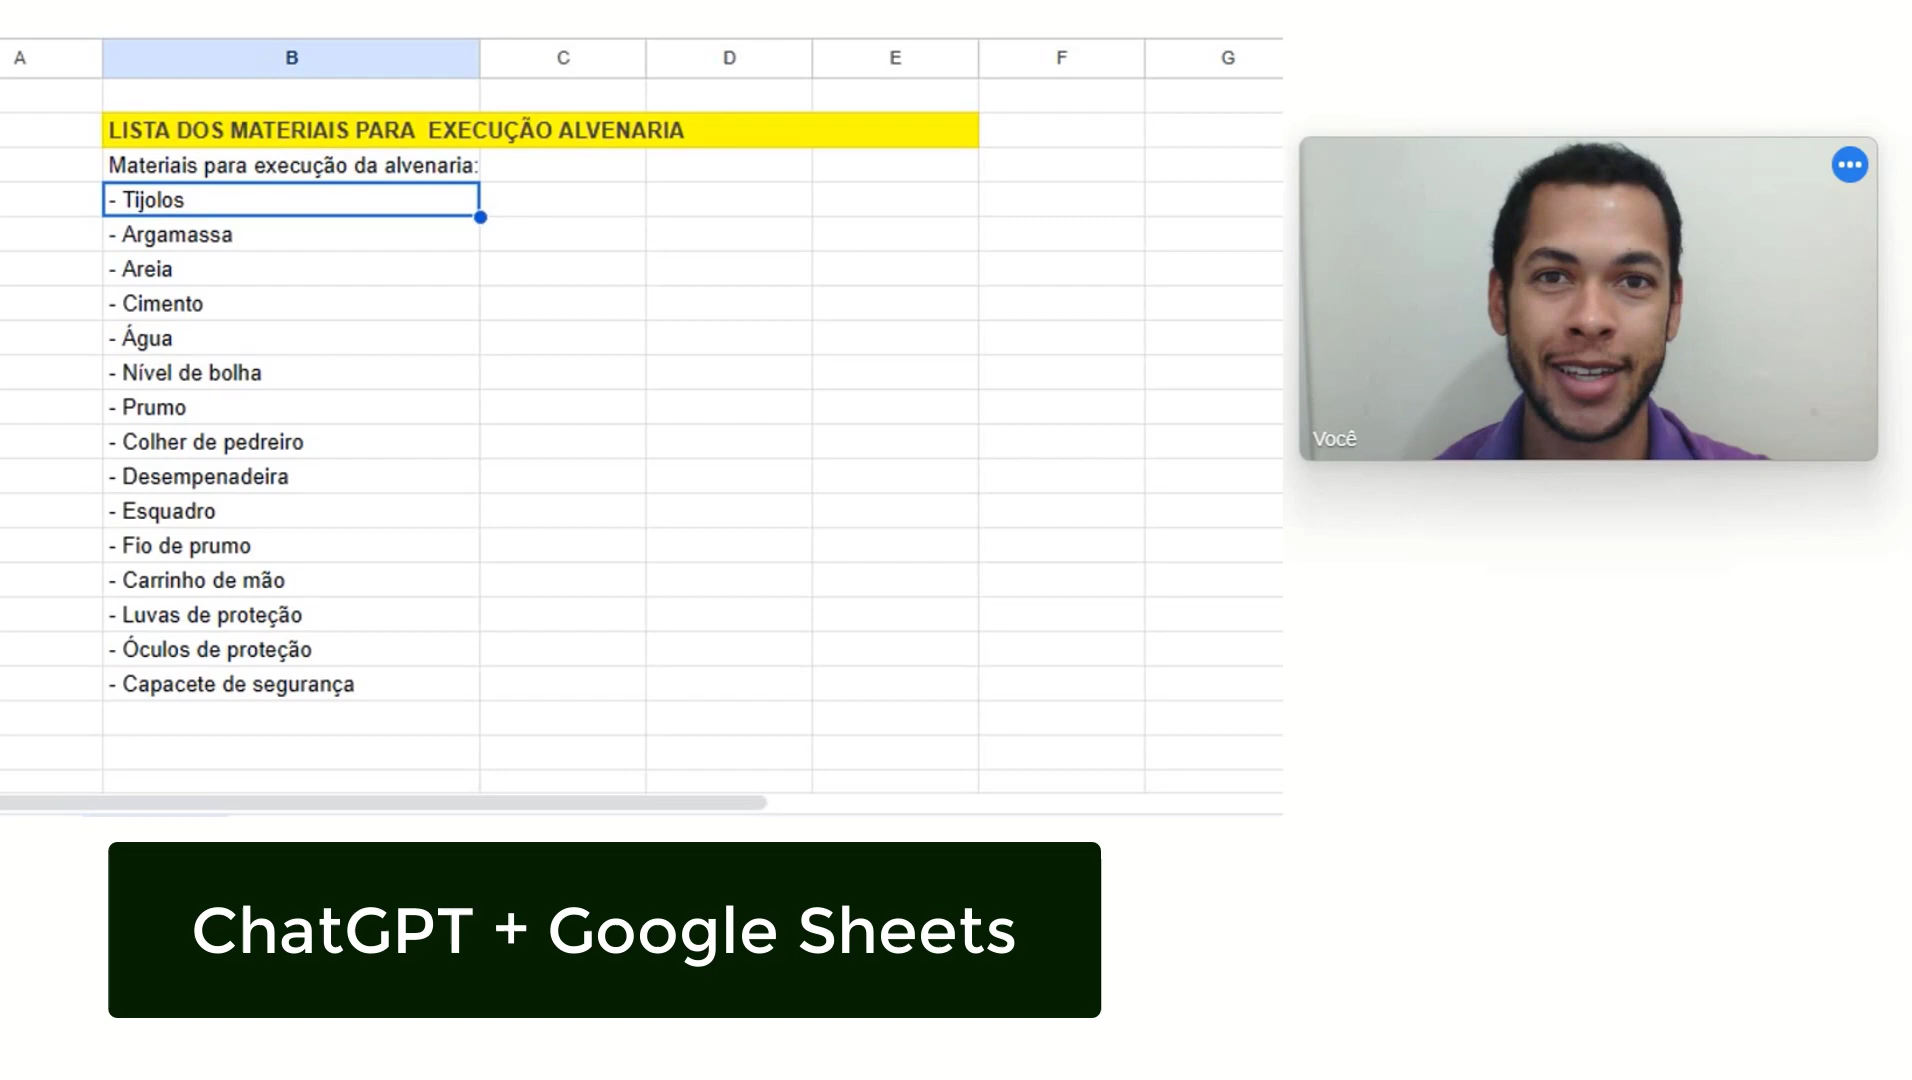 A B C D E F G
LISTA DOS MATERIAIS PARA  EXECUÇÃO ALVENARIA
Materiais para execução da alvenaria:
- Tijolos
- Argamassa
- Areia
- Cimento
- Água
- Nível de bolha
- Prumo
- Colher de pedreiro
- Desempenadeira
- Esquadro
- Fio de prumo
- Carrinho de mão
- Luvas de proteção
- Óculos de proteção
- Capacete de segurança
Você
ChatGPT + Google Sheets